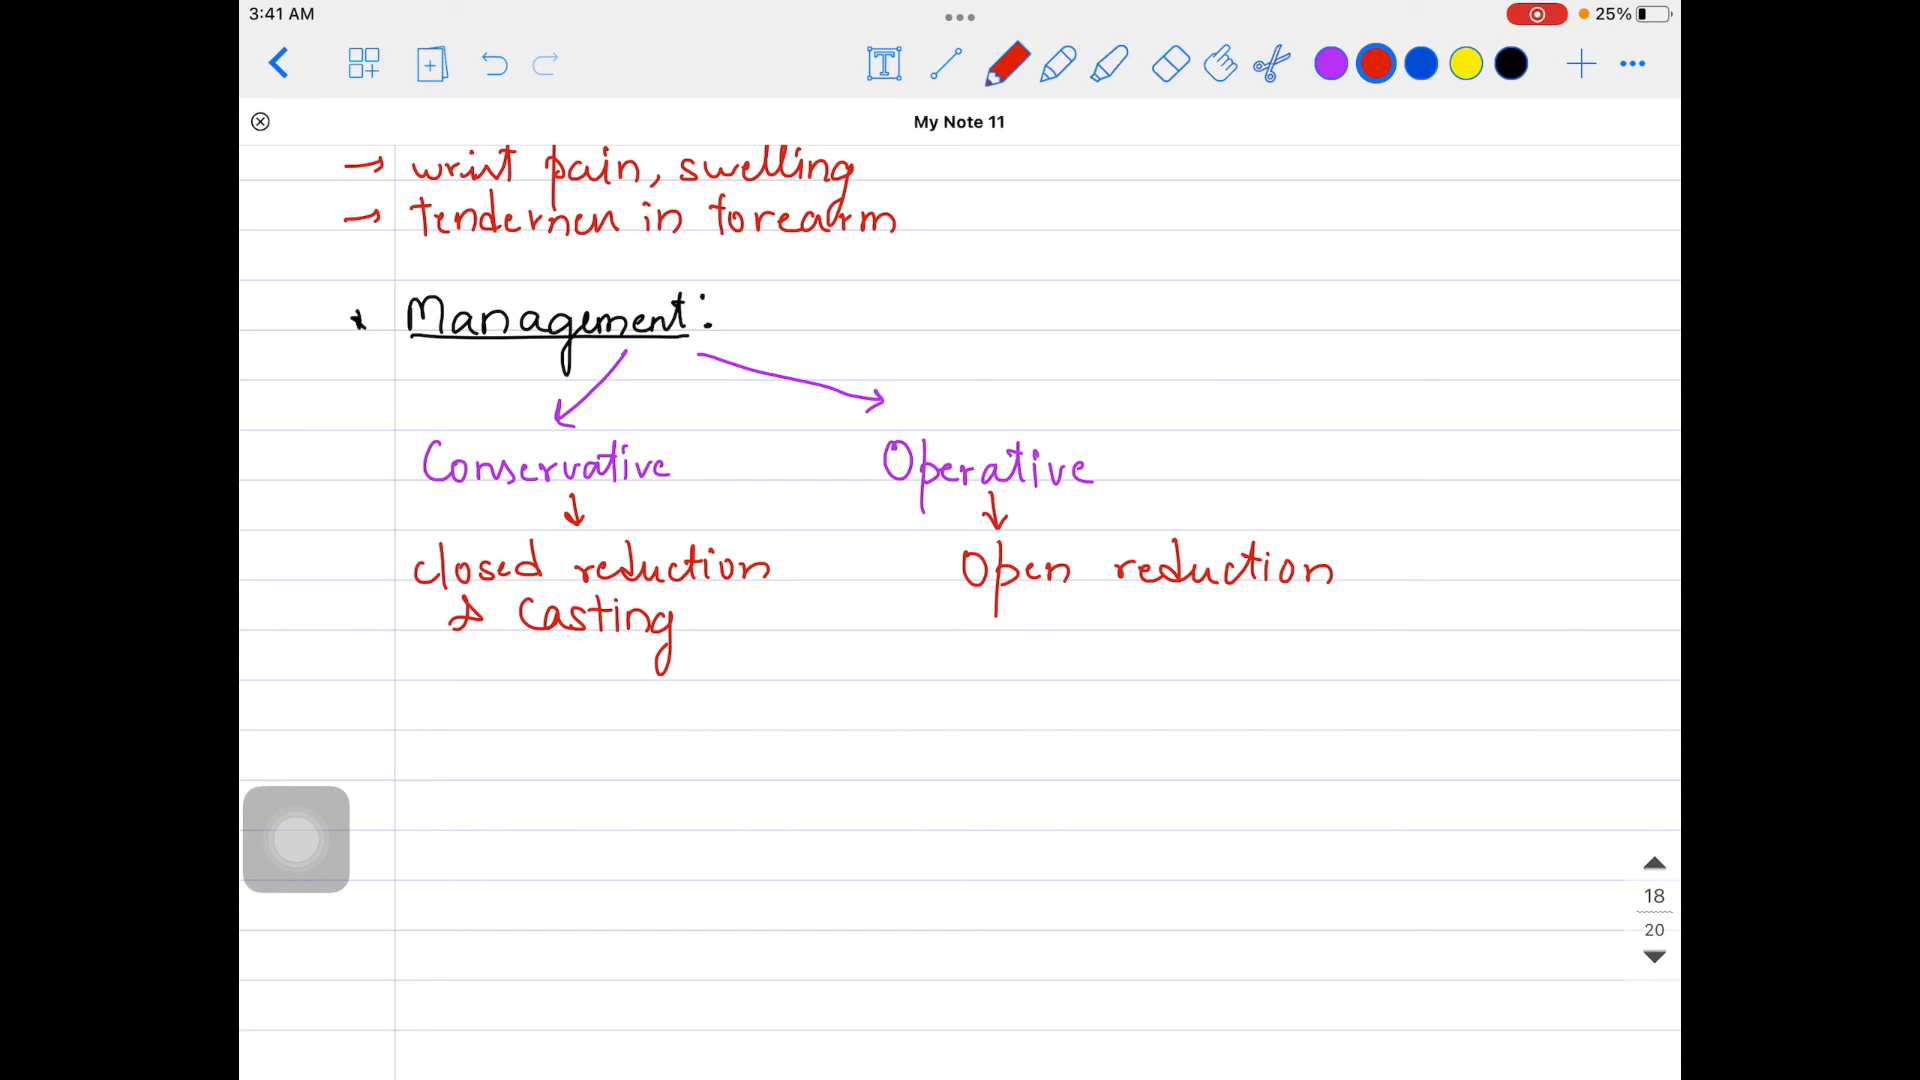 3:41 AM
25%
My Note 11
→ wrist pain, swelling
→ tenderness in forearm
* Management:
Conservative Operative
closed reduction Open reduction
& Casting
18
20